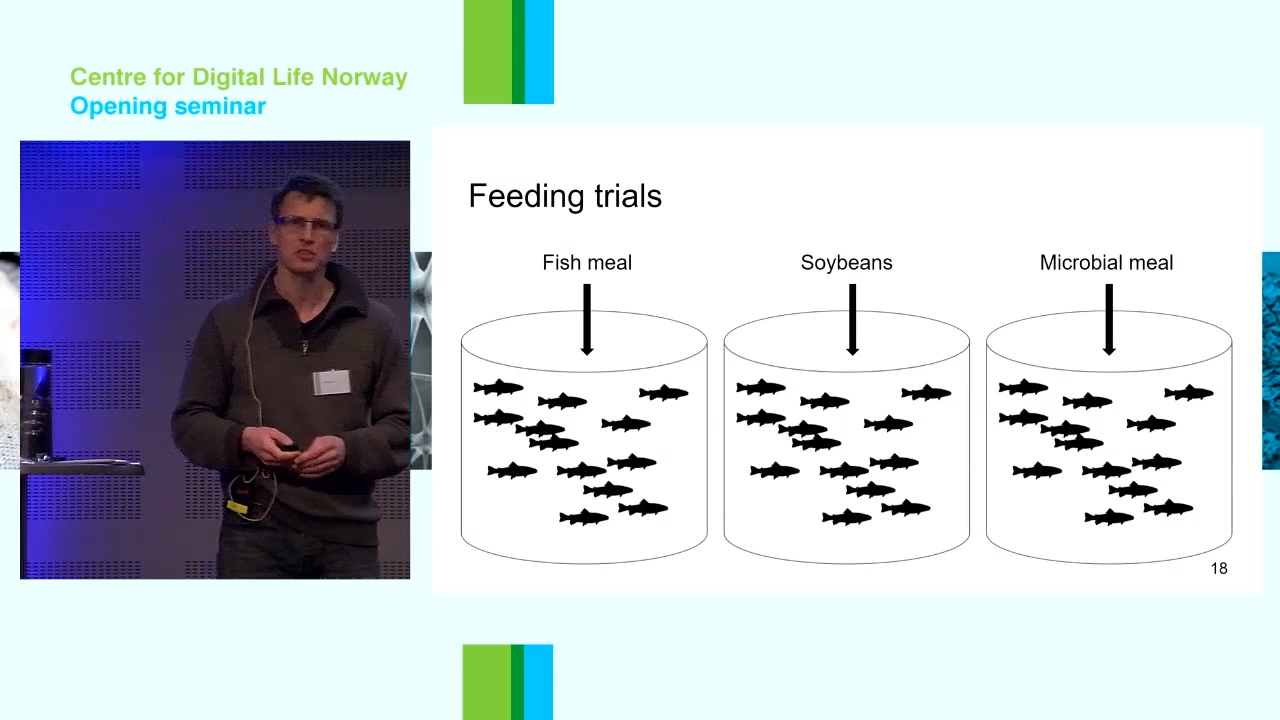 Centre for Digital Life Norway
Opening seminar
Feeding trials
Fish meal
Soybeans
Microbial meal
18